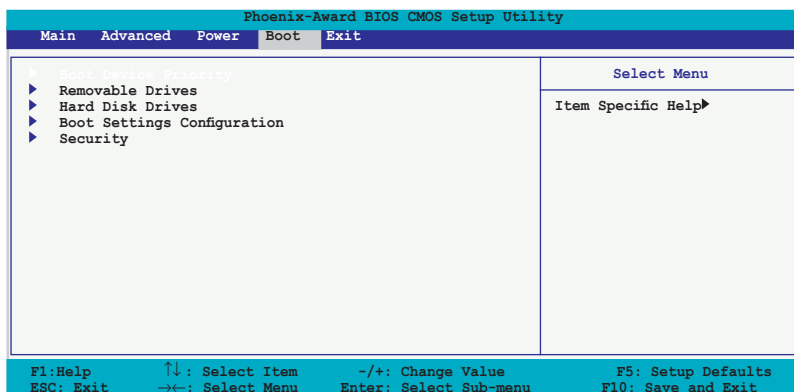 Phoenix-Award BIOS CMOS Setup Utility
Main Advanced Power Boot Exit
Boot Device Priority
Removable Drives
Hard Disk Drives
Boot Settings Configuration
Security
Select Menu
Item Specific Help
F1:Help ↑↓: Select Item -/+: Change Value F5: Setup Defaults
ESC: Exit →←: Select Menu Enter: Select Sub-menu F10: Save and Exit